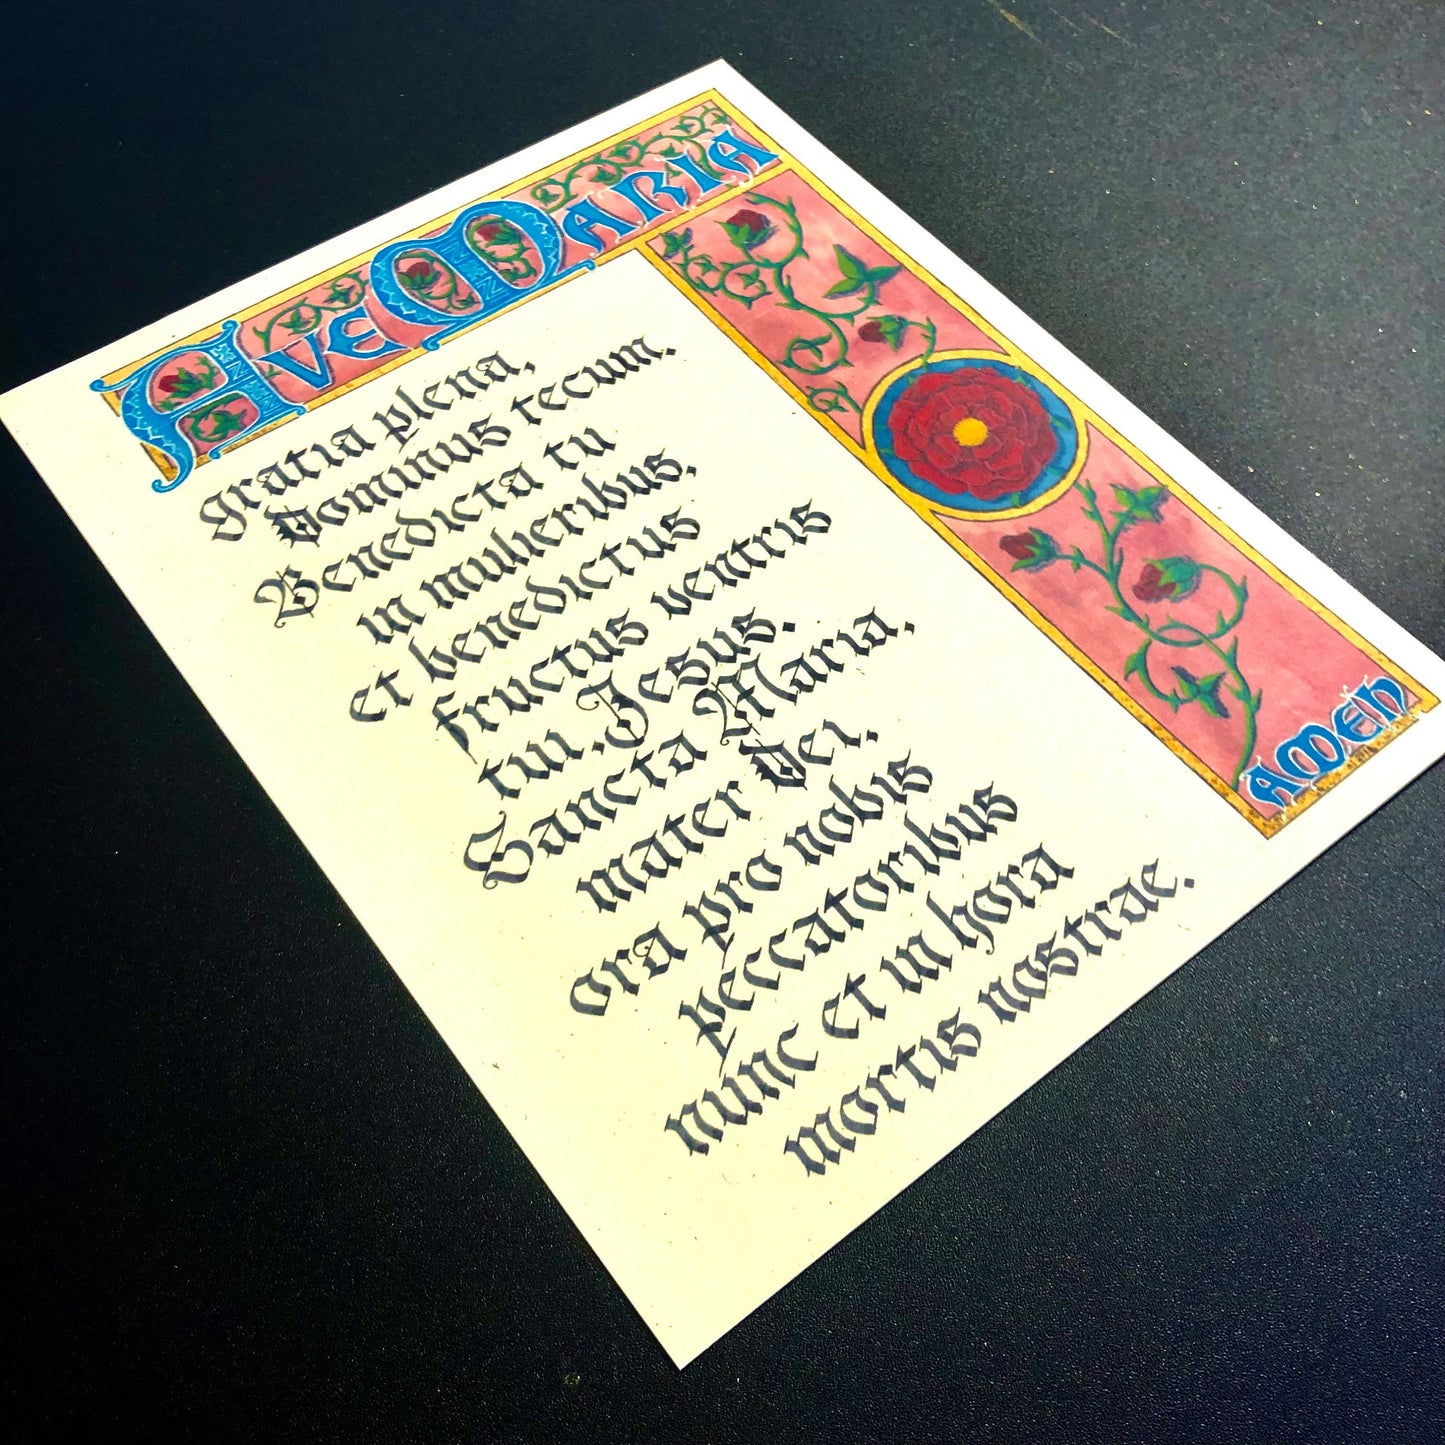 AVE MARIA
gratia plena,
Dominus tecum.
Benedicta tu
in mulieribus,
et benedictus
fructus ventris
tui, Jesus.
Sancta Maria,
mater Dei,
ora pro nobis
peccatoribus
nunc et in hora
mortis nostrae.
AMEN